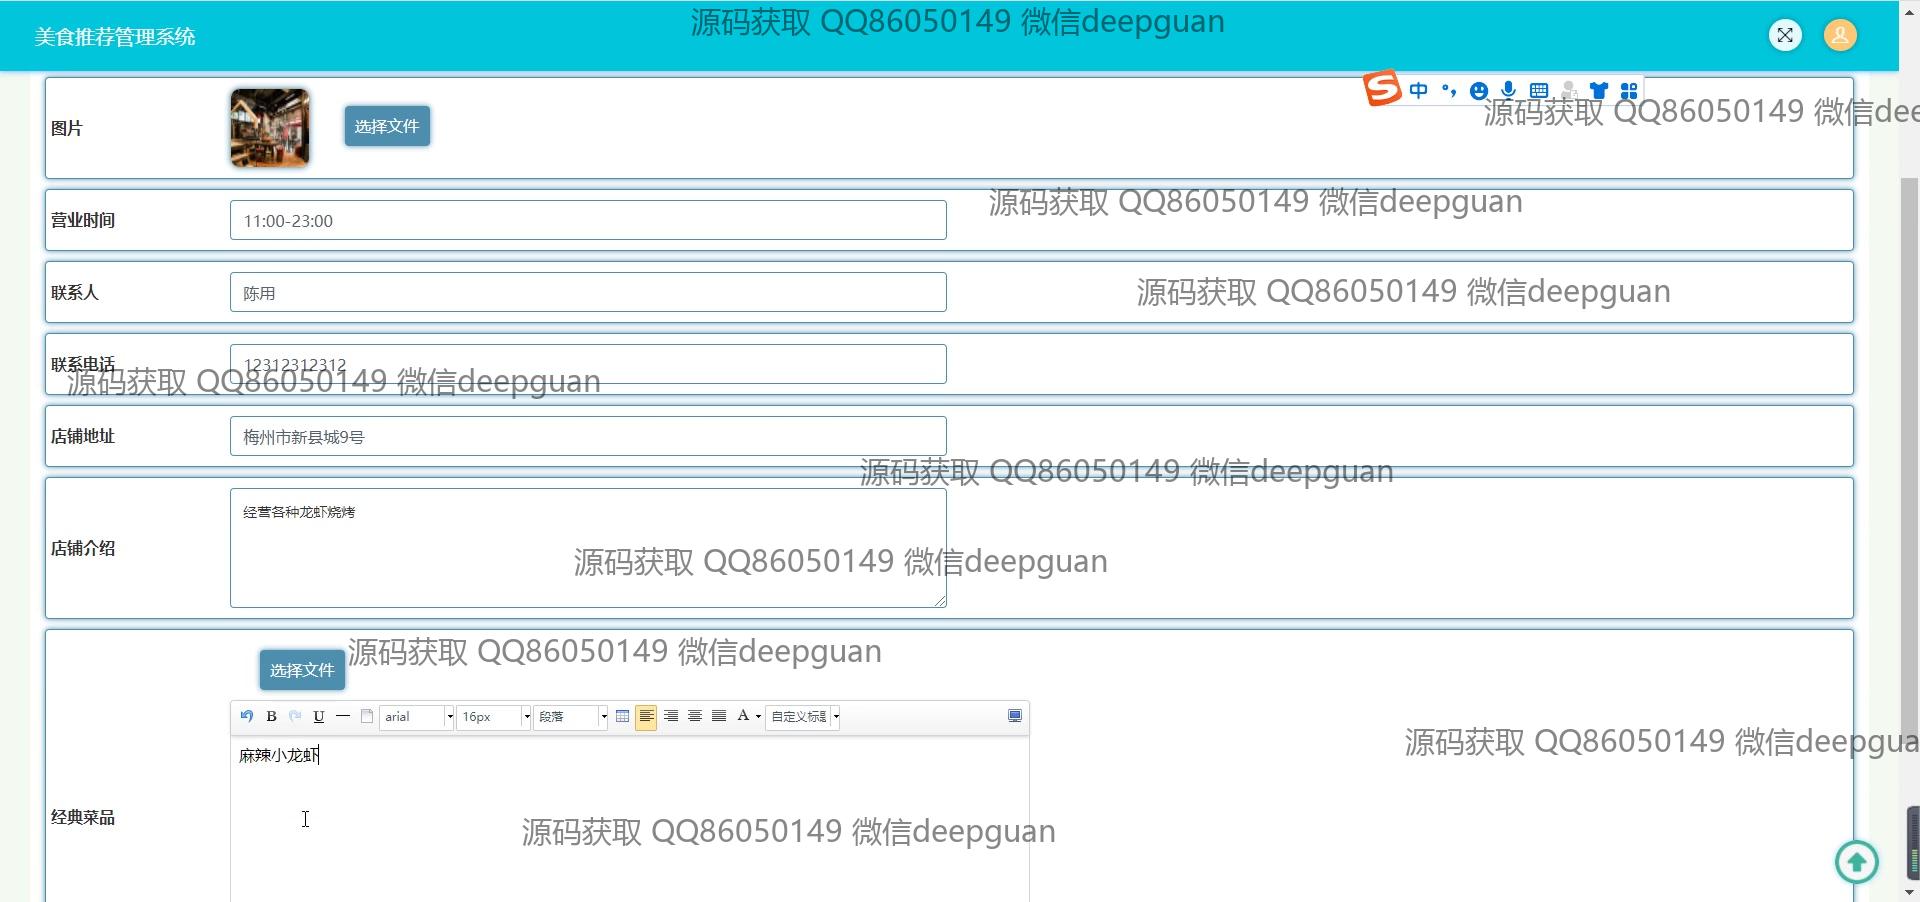 源码获取 QQ86050149 微信deepguan
美食推荐管理系统
中
图片
选择文件
源码获取 QQ86050149 微信dee
营业时间
11:00-23:00
源码获取 QQ86050149 微信deepguan
联系人
陈用
源码获取 QQ86050149 微信deepguan
联系电话
12312312312
源码获取 QQ86050149 微信deepguan
店铺地址
梅州市新县城9号
源码获取 QQ86050149 微信deepguan
店铺介绍
经营各种龙虾烧烤
源码获取 QQ86050149 微信deepguan
选择文件
源码获取 QQ86050149 微信deepguan
B U arial 16px 段落 A 自定义标题
麻辣小龙虾
源码获取 QQ86050149 微信deepgua
经典菜品
源码获取 QQ86050149 微信deepguan